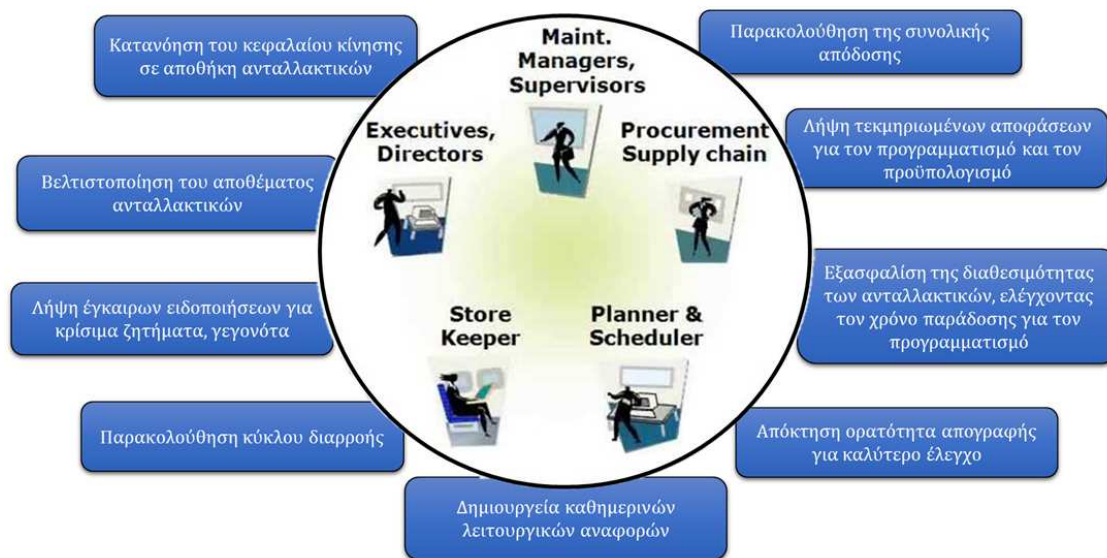 Κατανόηση του κεφαλαίου κίνησης
σε αποθήκη ανταλλακτικών
Maint.
Managers,
Supervisors
Παρακολούθηση της συνολικής
απόδοσης
Executives,
Directors
Procurement
Supply chain
Λήψη τεκμηριωμένων αποφάσεων
για τον προγραμματισμό και τον
προϋπολογισμό
Βελτιστοποίηση του αποθέματος
ανταλλακτικών
Εξασφαλίση της διαθεσιμότητας
των ανταλλακτικών, ελέγχοντας
τον χρόνο παράδοσης για τον
προγραμματισμό
Λήψη έγκαιρων ειδοποιήσεων για
κρίσιμα ζητήματα, γεγονότα
Store
Keeper
Planner &
Scheduler
Παρακολούθηση κύκλου διαρροής
Απόκτηση ορατότητα απογραφής
για καλύτερο έλεγχο
Δημιουργεία καθημερινών
λειτουργικών αναφορών